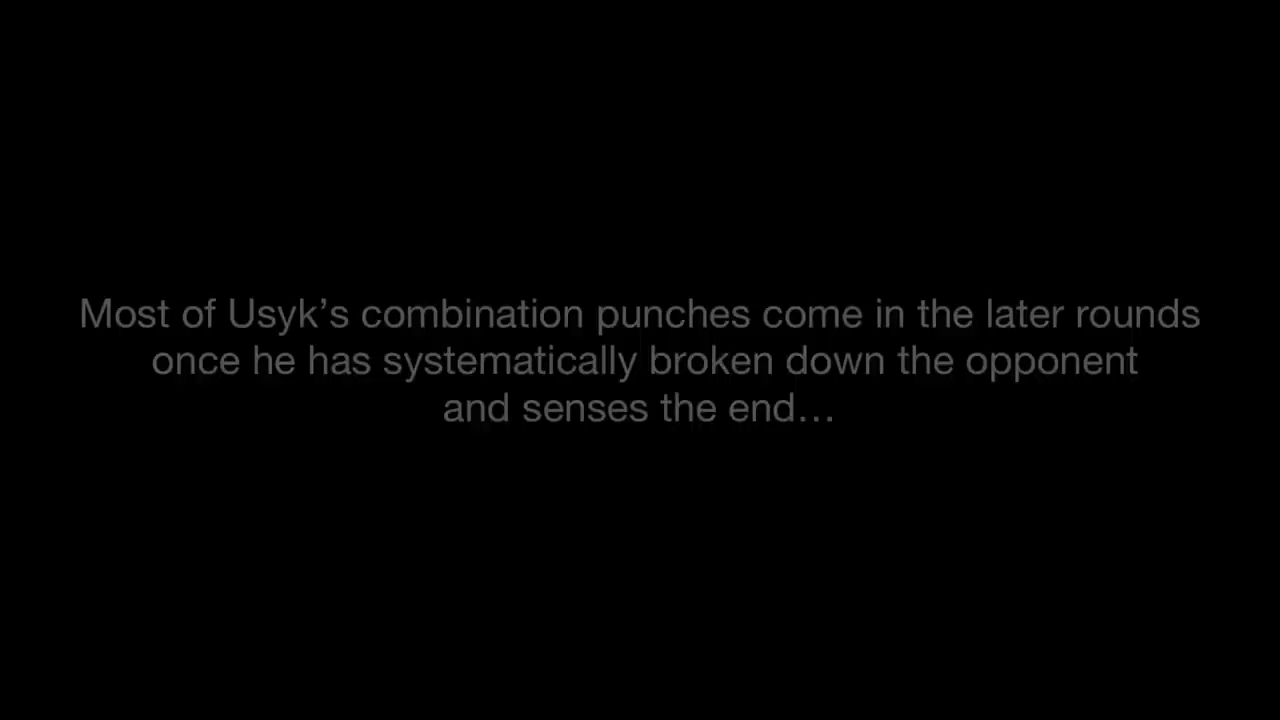 Most of Usyk’s combination punches come in the later rounds
once he has systematically broken down the opponent
and senses the end…